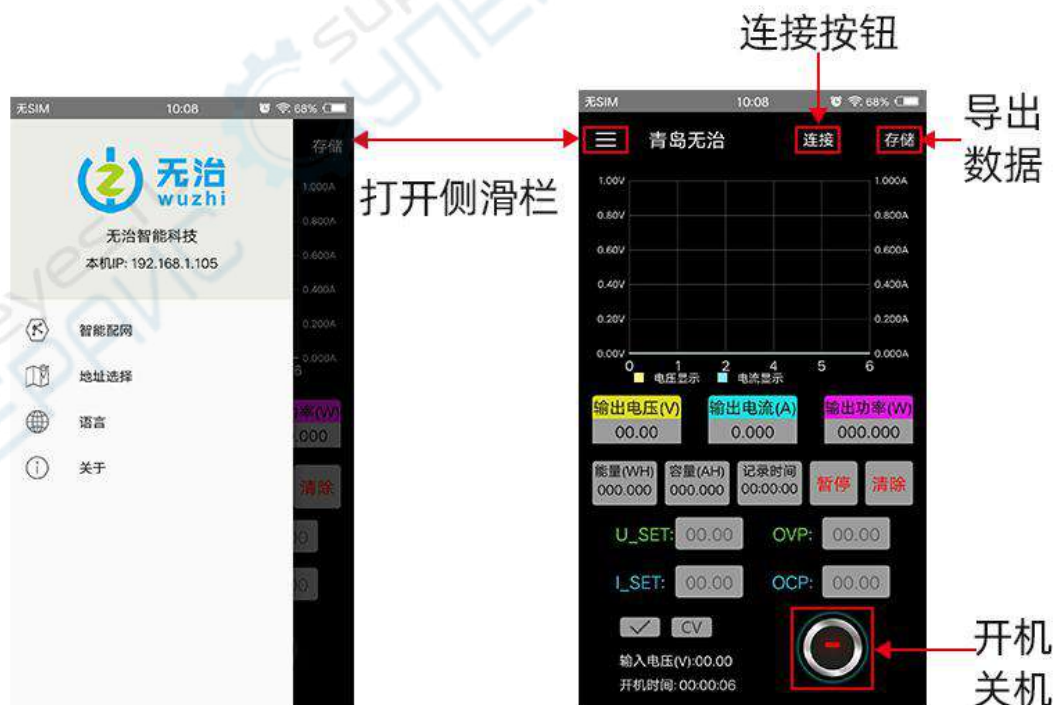 连接按钮
无SIM 10:08 68%
存储
1.000A
0.800A
0.600A
0.400A
0.200A
0.000A
6
无治
wuzhi
无治智能科技
本机IP: 192.168.1.105
智能配网
地址选择
语言
关于
率(W)
.000
清除
打开侧滑栏
无SIM 10:08 68%
青岛无治 连接 存储
导出
数据
1.00V 1.000A
0.80V 0.800A
0.60V 0.600A
0.40V 0.400A
0.20V 0.200A
0.00V 0.000A
0 1 2 4 5 6
电压显示 电流显示
输出电压(V) 输出电流(A) 输出功率(W)
00.00 0.000 000.000
能量(WH) 容量(AH) 记录时间 暂停 清除
000.000 000.000 00:00:00
U_SET: 00.00 OVP: 00.00
I_SET: 00.00 OCP: 00.00
CV
输入电压(V):00.00
开机时间: 00:00:06
开机
关机